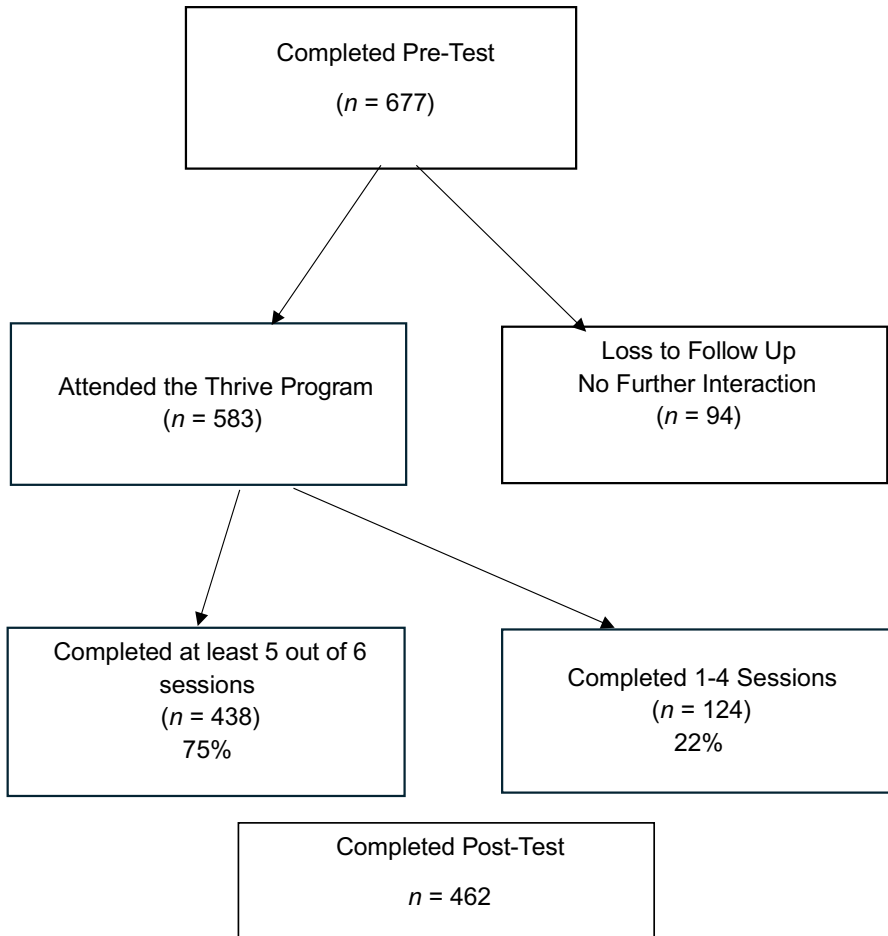 Completed Pre-Test
(n = 677)
Attended the Thrive Program
(n = 583)
Loss to Follow Up
No Further Interaction
(n = 94)
Completed at least 5 out of 6
sessions
(n = 438)
75%
Completed 1-4 Sessions
(n = 124)
22%
Completed Post-Test
n = 462